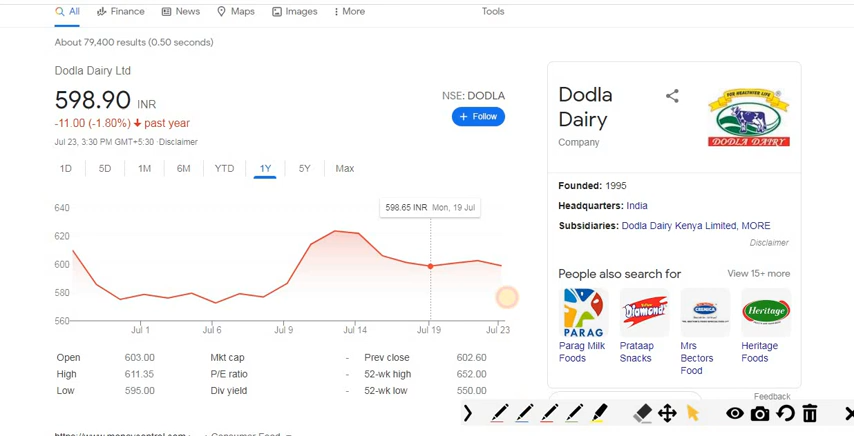 All
Finance
News
Maps
Images
More
Tools
About 79,400 results (0.50 seconds)
Dodla Dairy Ltd
598.90 INR
NSE: DODLA
-11.00 (-1.80%) past year
+ Follow
Jul 23, 3:30 PM GMT+5:30 · Disclaimer
1D
5D
1M
6M
YTD
1Y
5Y
Max
598.65 INR Mon, 19 Jul
640
620
600
580
560
Jul 1
Jul 6
Jul 9
Jul 14
Jul 19
Jul 23
Open 603.00 Mkt cap - Prev close 602.60
High 611.35 P/E ratio - 52-wk high 652.00
Low 595.00 Div yield - 52-wk low 550.00
Dodla
Dairy
Company
DODLA DAIRY
Founded: 1995
Headquarters: India
Subsidiaries: Dodla Dairy Kenya Limited, MORE
Disclaimer
People also search for
View 15+ more
PARAG
Diamond
CREMICA
Heritage
Parag Milk
Foods
Prataap
Snacks
Mrs
Bectors
Food
Heritage
Foods
Feedback